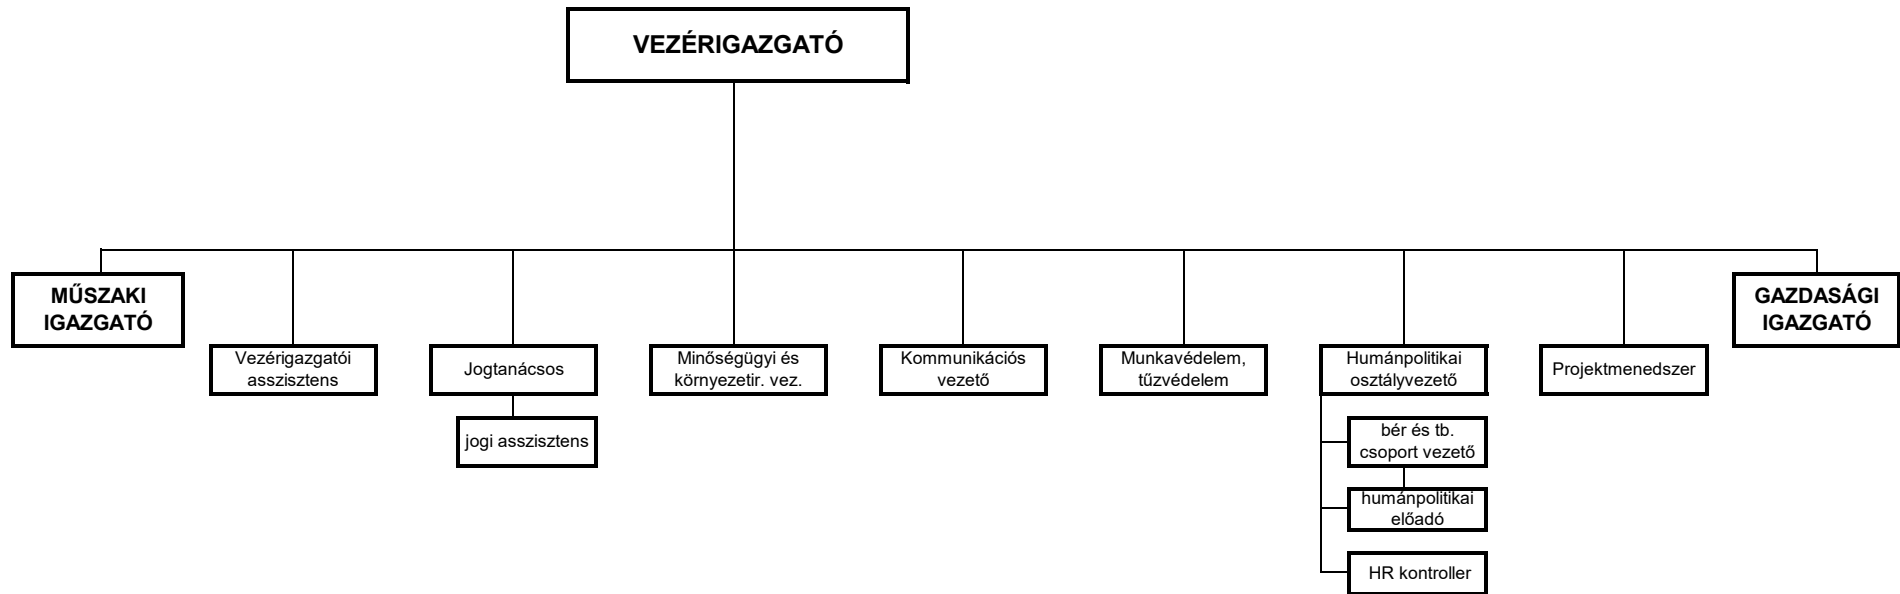 VEZÉRIGAZGATÓ
MŰSZAKI
IGAZGATÓ
GAZDASÁGI
IGAZGATÓ
Vezérigazgatói
asszisztens
Jogtanácsos
Minőségügyi és
környezetir. vez.
Kommunikációs
vezető
Munkavédelem,
tűzvédelem
Humánpolitikai
osztályvezető
Projektmenedszer
jogi asszisztens
bér és tb.
csoport vezető
humánpolitikai
előadó
HR kontroller